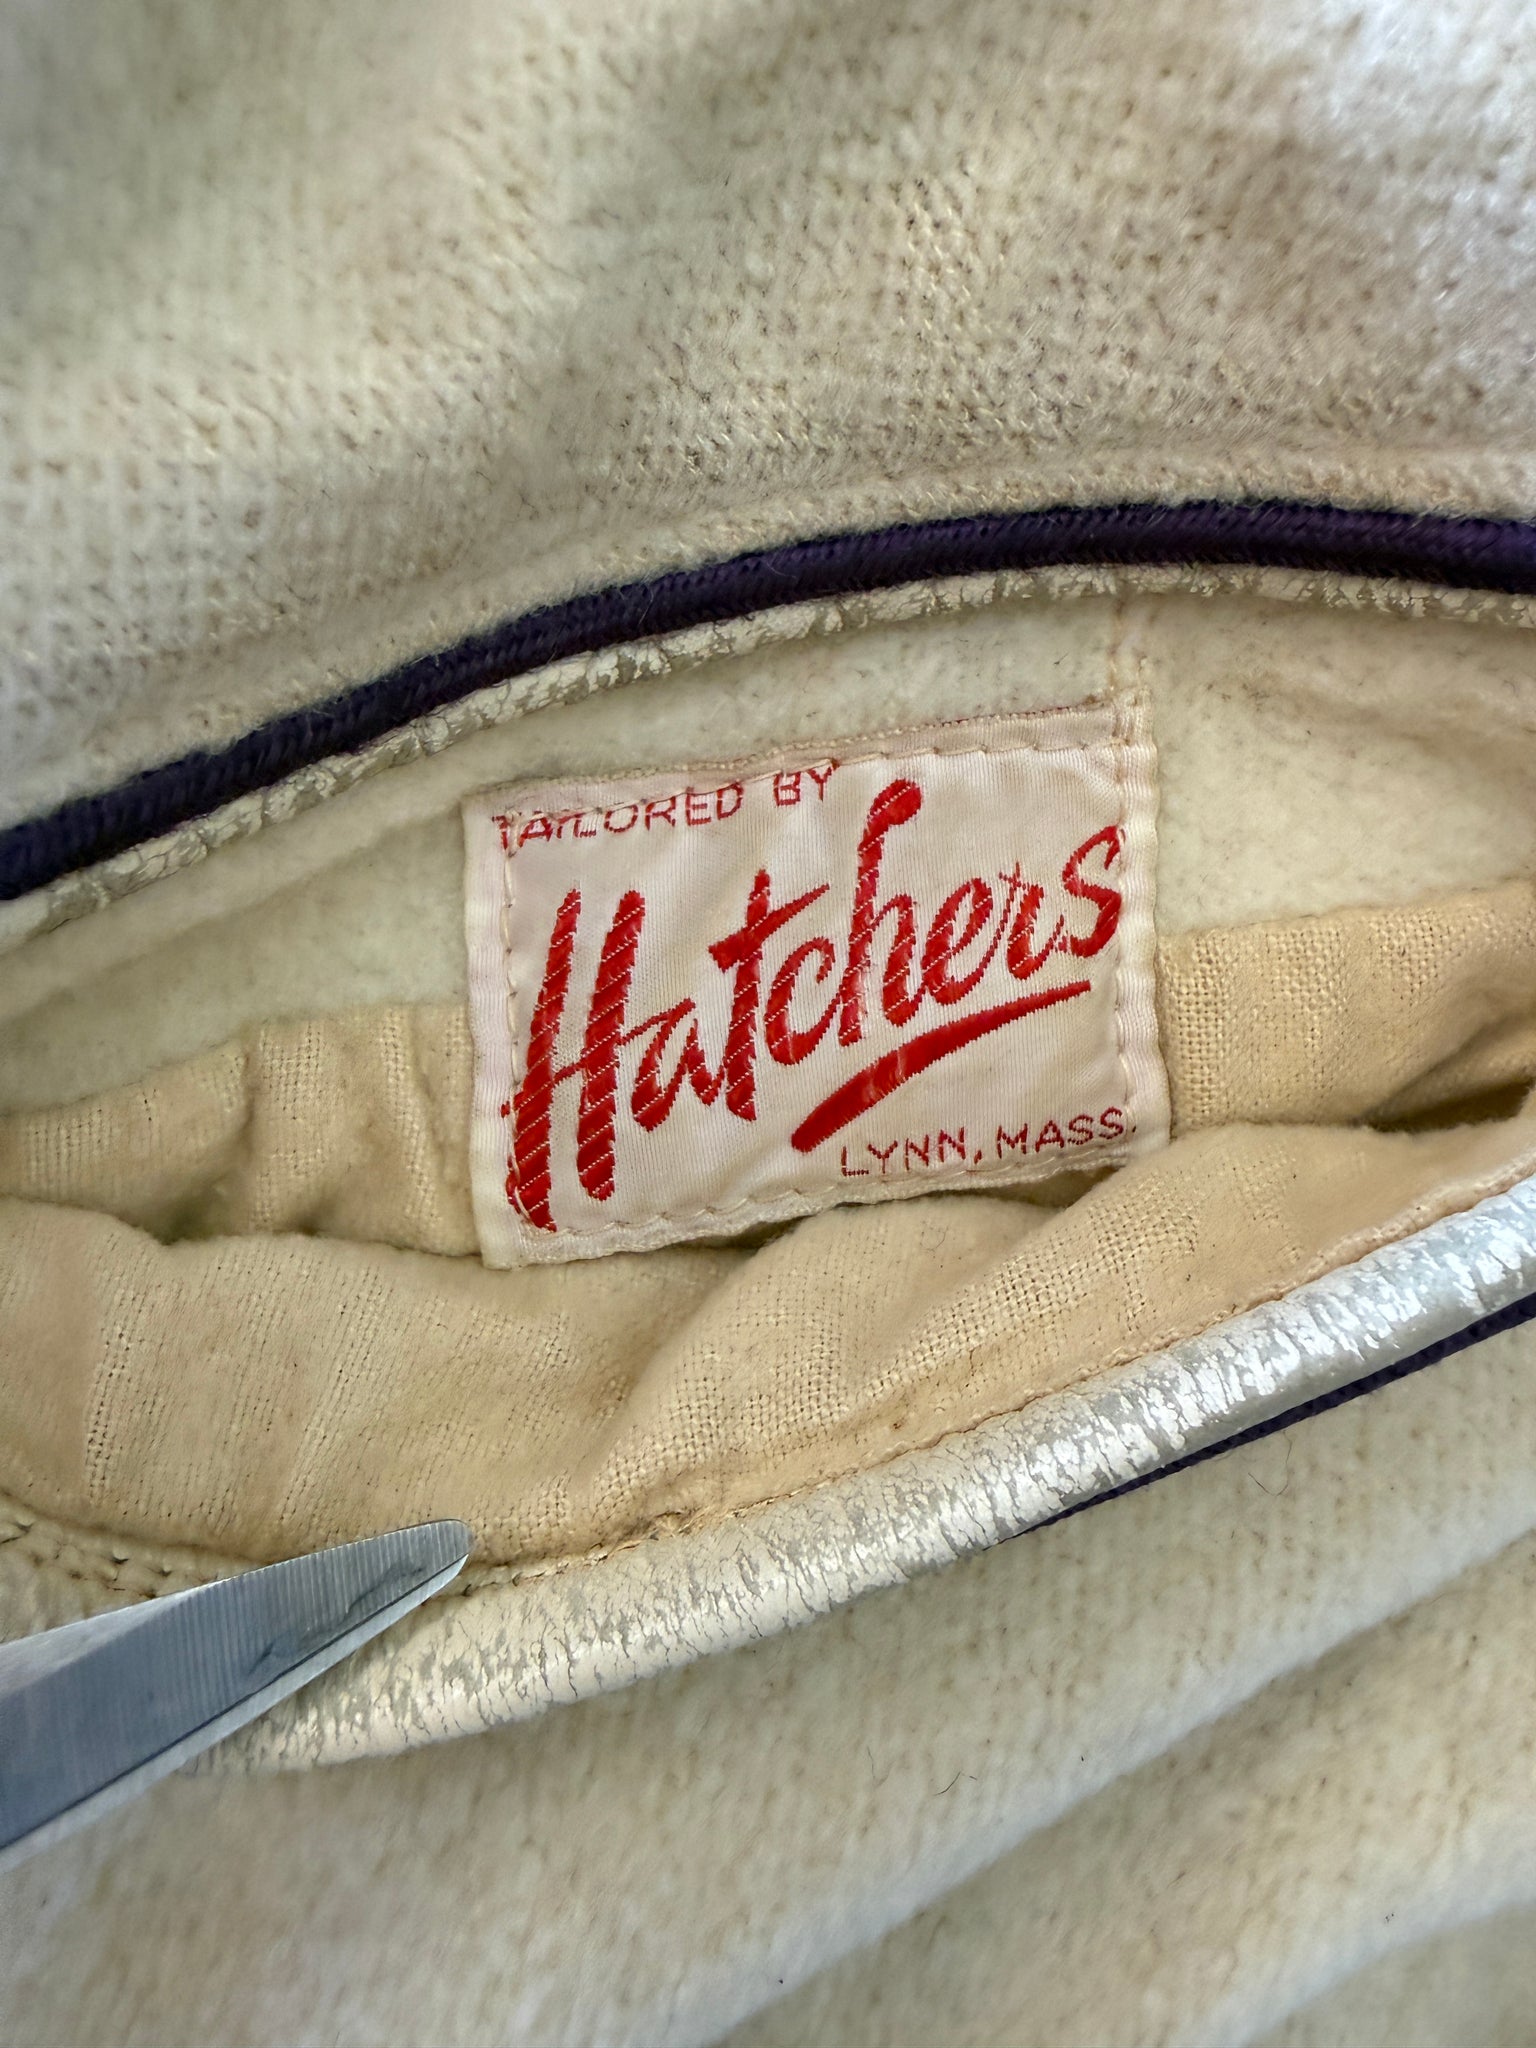 TAILORED BY
Hatchers
LYNN, MASS.